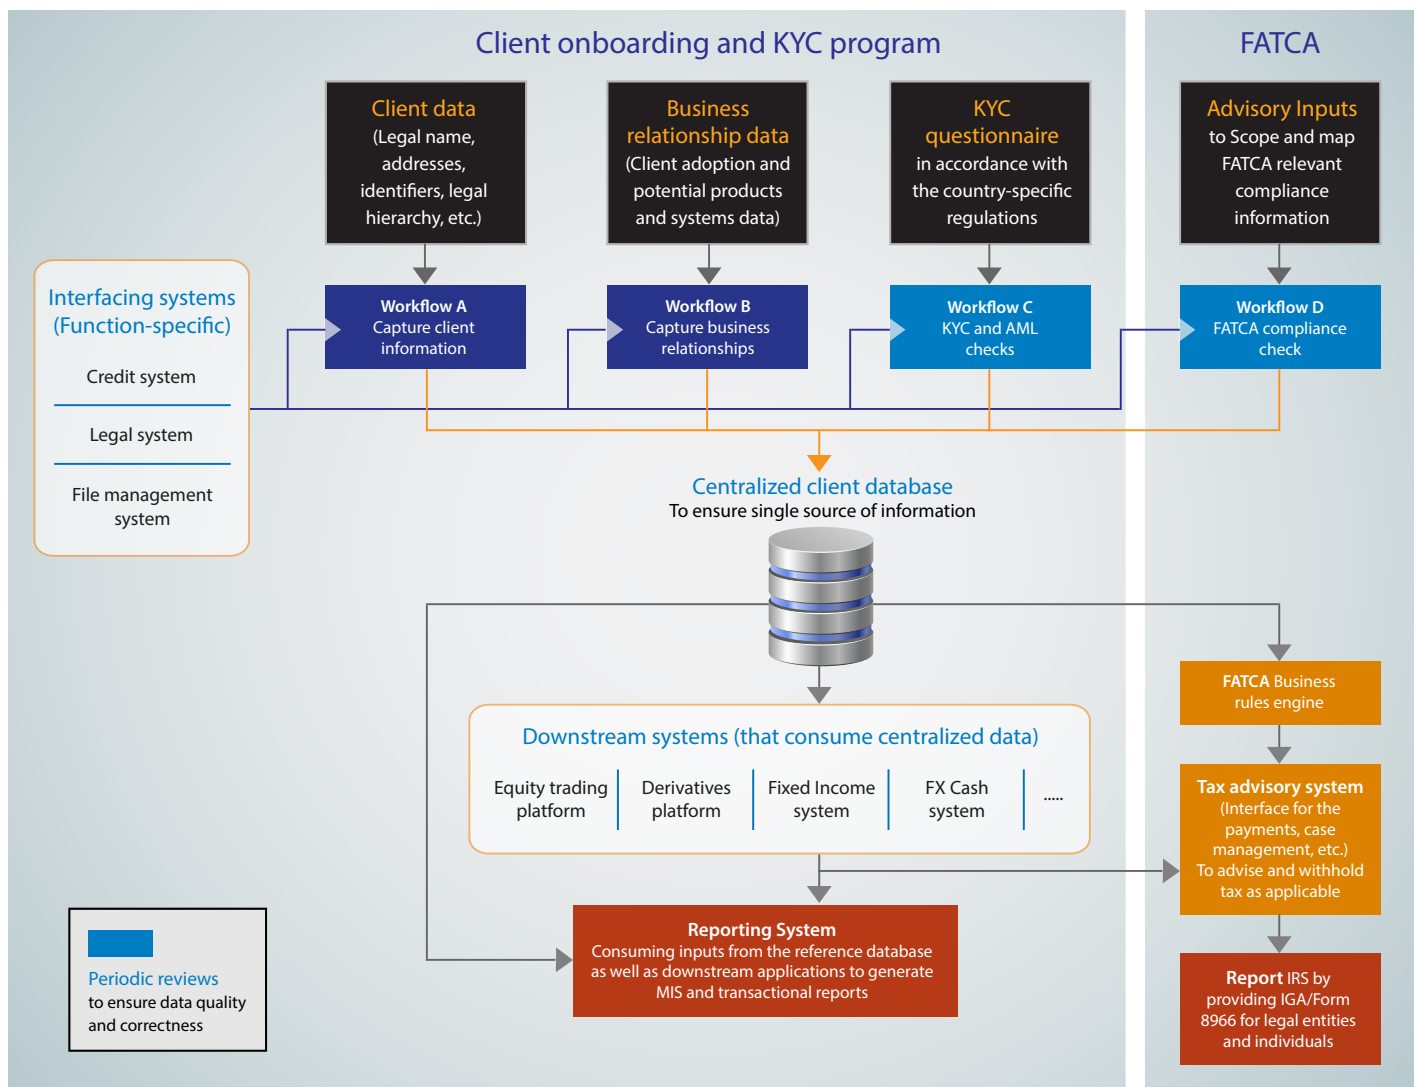 Client onboarding and KYC program
FATCA
Client data
(Legal name,
addresses,
identifiers, legal
hierarchy, etc.)
Business
relationship data
(Client adoption and
potential products
and systems data)
KYC
questionnaire
in accordance with
the country-specific
regulations
Advisory Inputs
to Scope and map
FATCA relevant
compliance
information
Interfacing systems
(Function-specific)
Credit system
Legal system
File management
system
Workflow A
Capture client
information
Workflow B
Capture business
relationships
Workflow C
KYC and AML
checks
Workflow D
FATCA compliance
check
Centralized client database
To ensure single source of information
Downstream systems (that consume centralized data)
Equity trading
platform
Derivatives
platform
Fixed Income
system
FX Cash
system
.....
FATCA Business
rules engine
Tax advisory system
(Interface for the
payments, case
management, etc.)
To advise and withhold
tax as applicable
Reporting System
Consuming inputs from the reference database
as well as downstream applications to generate
MIS and transactional reports
Report IRS by
providing IGA/Form
8966 for legal entities
and individuals
Periodic reviews
to ensure data quality
and correctness